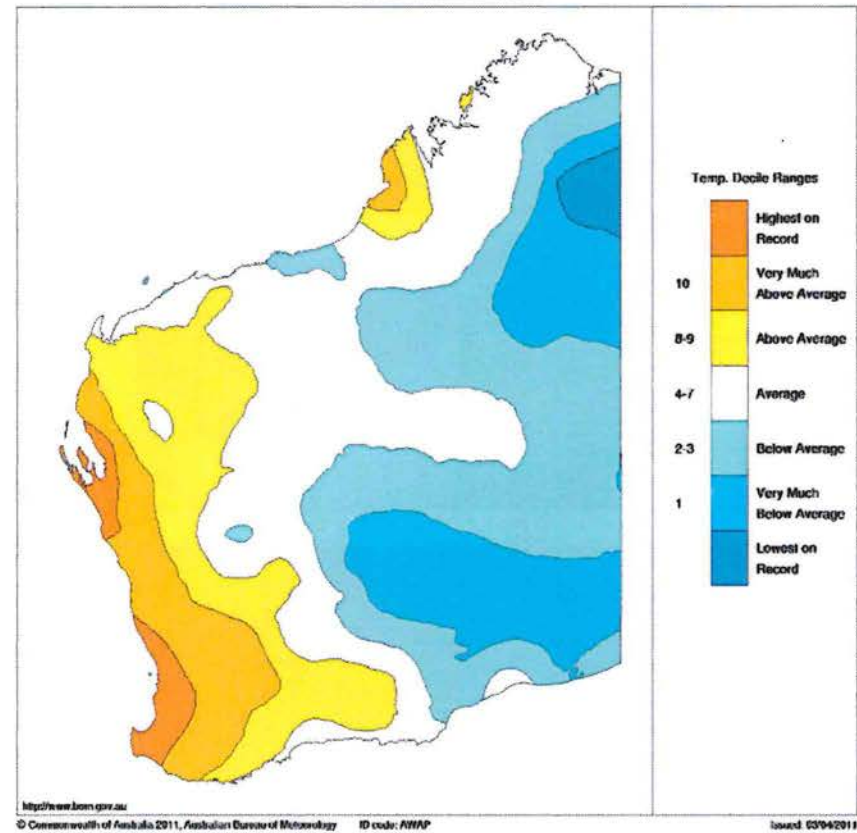 Temp. Decile Ranges
Highest on
Record
10
Very Much
Above Average
8-9
Above Average
4-7
Average
2-3
Below Average
1
Very Much
Below Average
Lowest on
Record
http://www.bom.gov.au
© Commonwealth of Australia 2011, Australian Bureau of Meteorology ID code: AWAP Issued: 03/04/2011